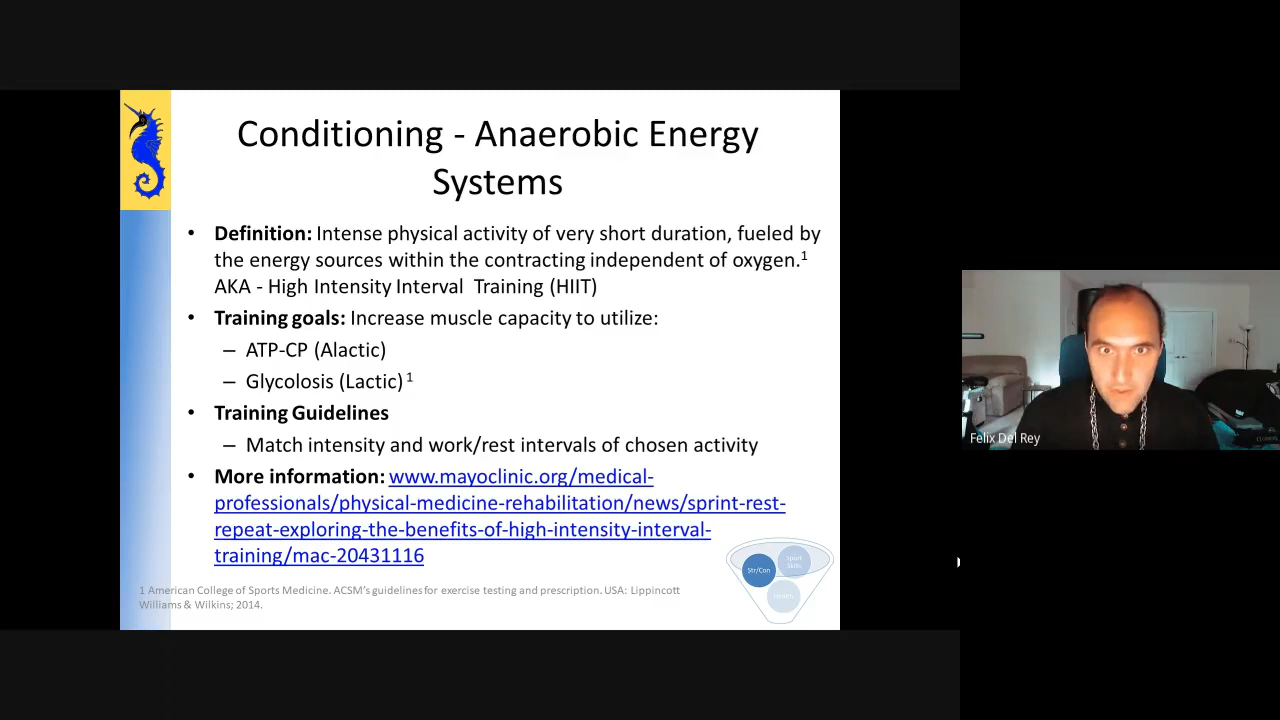 Conditioning - Anaerobic Energy
Systems
• Definition: Intense physical activity of very short duration, fueled by
the energy sources within the contracting independent of oxygen.1
AKA - High Intensity Interval Training (HIIT)
• Training goals: Increase muscle capacity to utilize:
– ATP-CP (Alactic)
– Glycolosis (Lactic) 1
• Training Guidelines
– Match intensity and work/rest intervals of chosen activity
• More information: www.mayoclinic.org/medical-
professionals/physical-medicine-rehabilitation/news/sprint-rest-
repeat-exploring-the-benefits-of-high-intensity-interval-
training/mac-20431116
1 American College of Sports Medicine. ACSM's guidelines for exercise testing and prescription. USA: Lippincott
Williams & Wilkins; 2014.
Str/Con
Sport
Skills
Health
Felix Del Rey